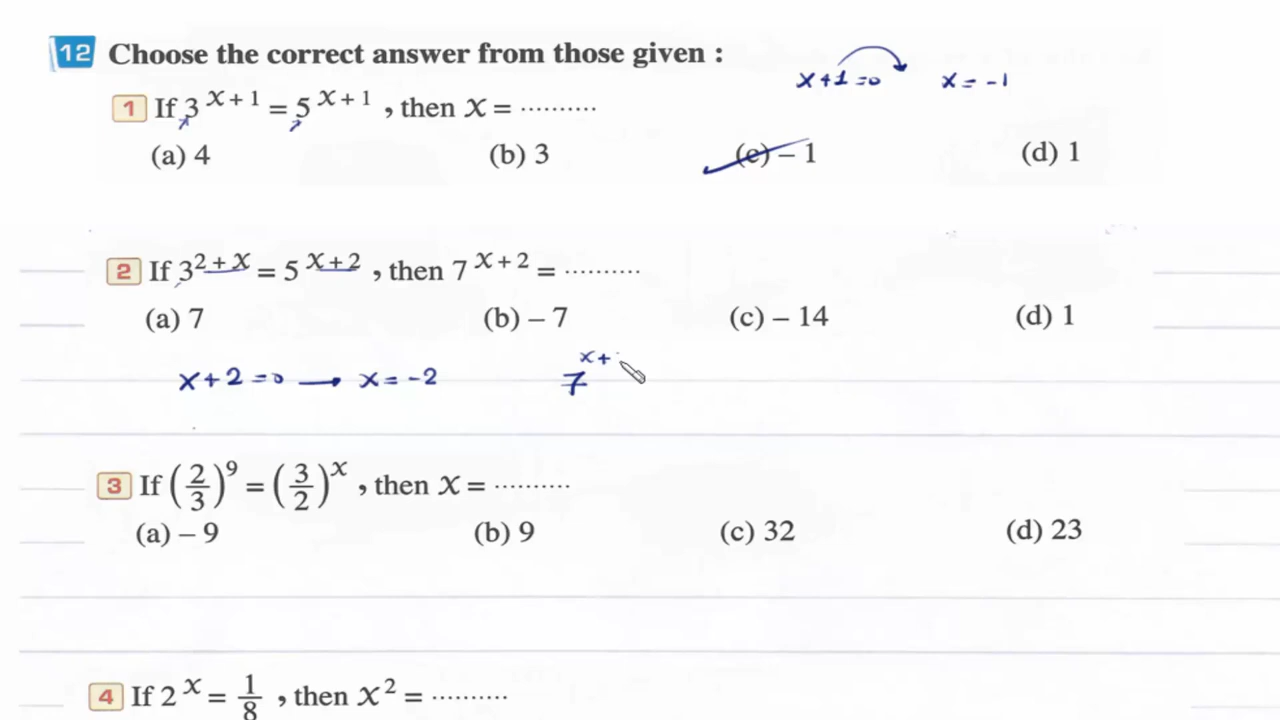 12 Choose the correct answer from those given :
x+1=0 x=-1
1 If 3^{x+1} = 5^{x+1} , then x = ..........
(a) 4 (b) 3 (c) – 1 (d) 1
2 If 3^{2+x} = 5^{x+2} , then 7^{x+2} = ..........
(a) 7 (b) – 7 (c) – 14 (d) 1
x+2=0 → x=-2 7^{x+
3 If (2/3)^9 = (3/2)^x , then x = ..........
(a) – 9 (b) 9 (c) 32 (d) 23
4 If 2^x = 1/8 , then x^2 = ..........